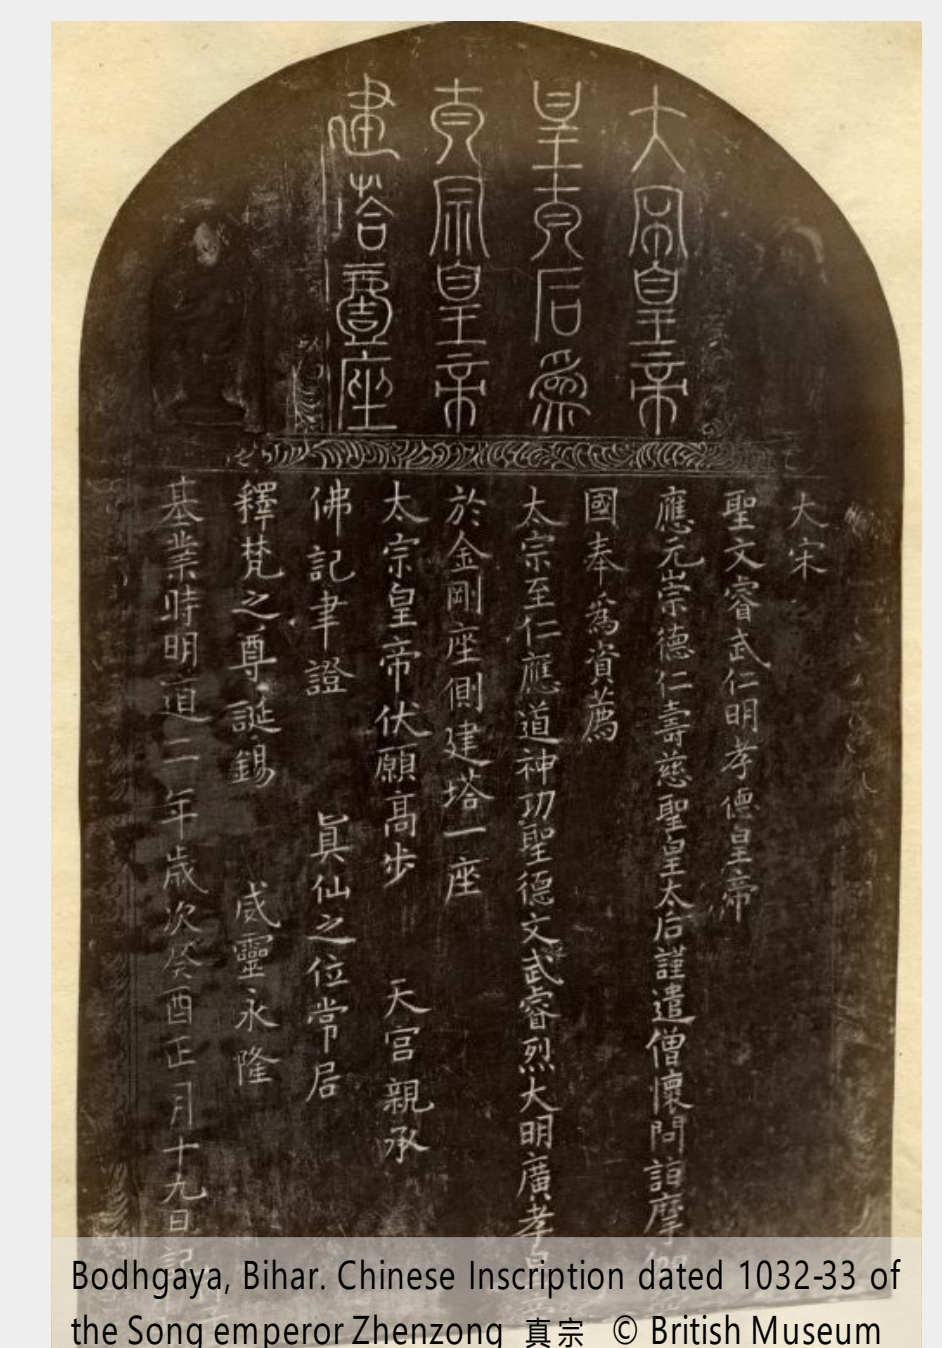 大宋皇帝
皇太后為
太宗皇帝
建塔壹座
大宋
聖文睿武仁明孝德皇帝
應元崇德仁壽慈聖皇太后謹遣僧懷問詣摩
國奉為資薦
太宗至仁應道神功聖德文武睿烈大明廣孝
於金剛座側建塔一座
太宗皇帝伏願高步 天宮親承
佛記聿證 眞仙之位常居
釋梵之尊誕錫 威靈永隆
基業時明道二年歲次癸酉正月十九日記
Bodhgaya, Bihar. Chinese Inscription dated 1032-33 of
the Song emperor Zhenzong 真宗 © British Museum